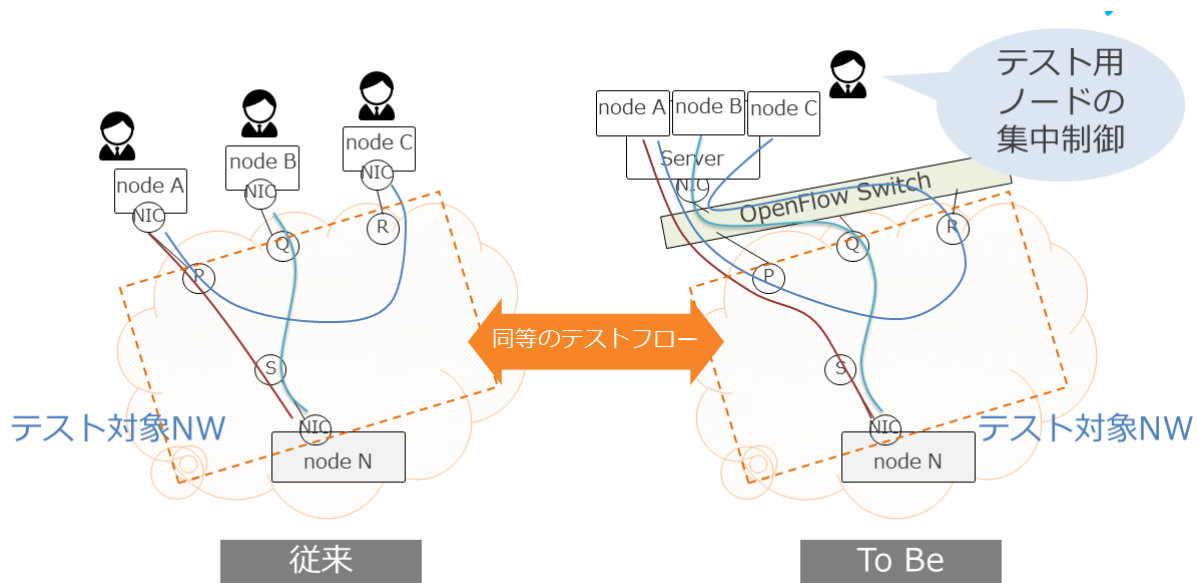 node A
NIC
node B
NIC
node C
NIC
P
Q
R
S
NIC
node N
テスト対象NW
従来
同等のテストフロー
テスト用
ノードの
集中制御
node A
node B
node C
Server
NIC
OpenFlow Switch
P
Q
R
S
NIC
node N
テスト対象NW
To Be